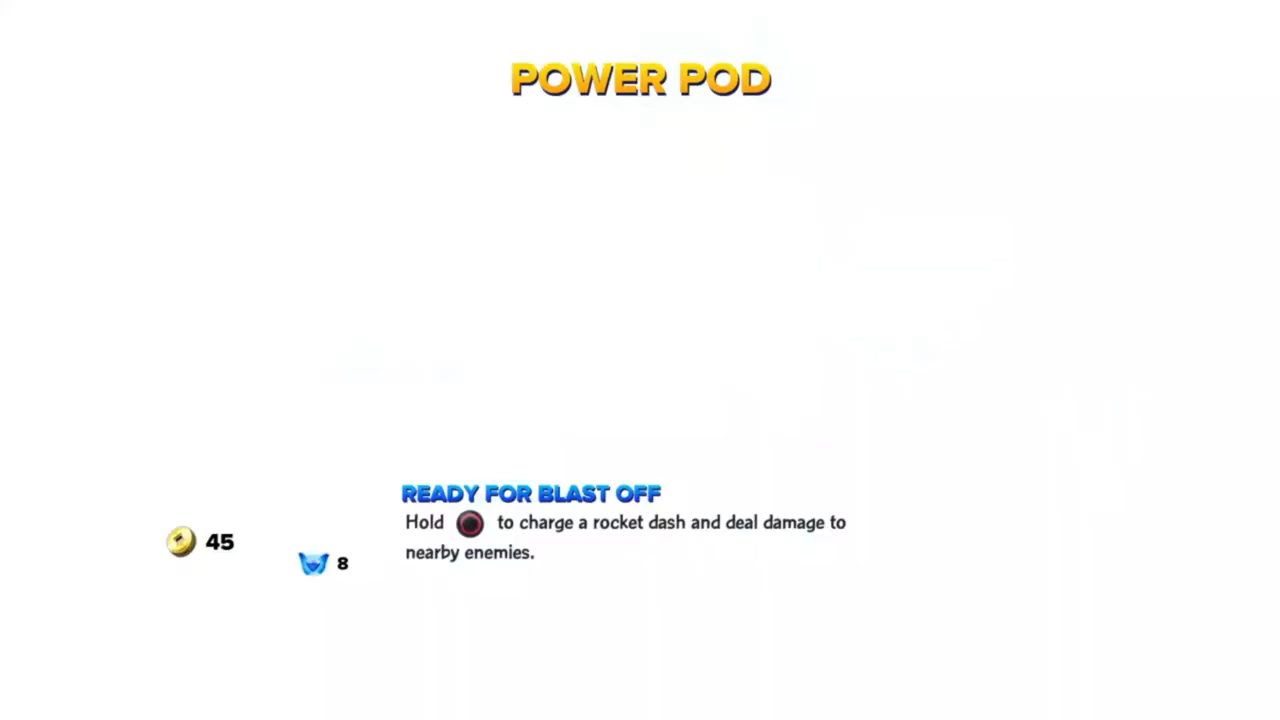 POWER POD
READY FOR BLAST OFF
Hold to charge a rocket dash and deal damage to
nearby enemies.
45
8